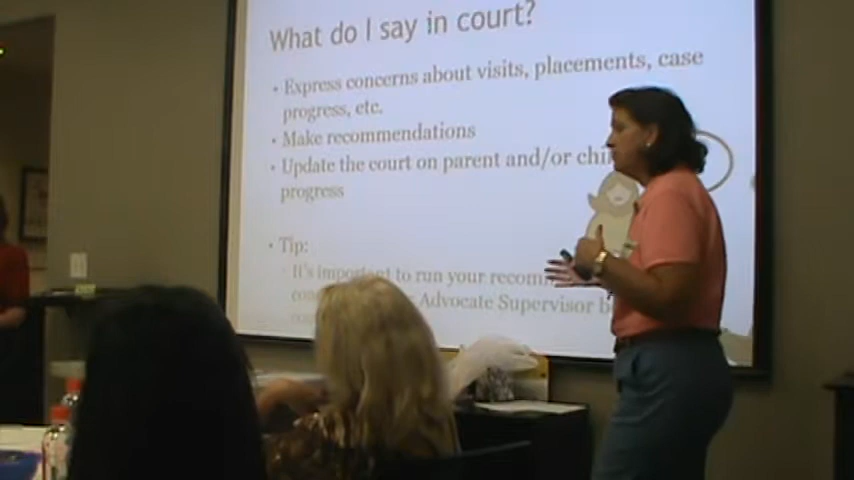 What do I say in court?
• Express concerns about visits, placements, case
progress, etc.
• Make recommendations
• Update the court on parent and/or chi
progress
• Tip:
It's important to run your recom
Advocate Supervisor b